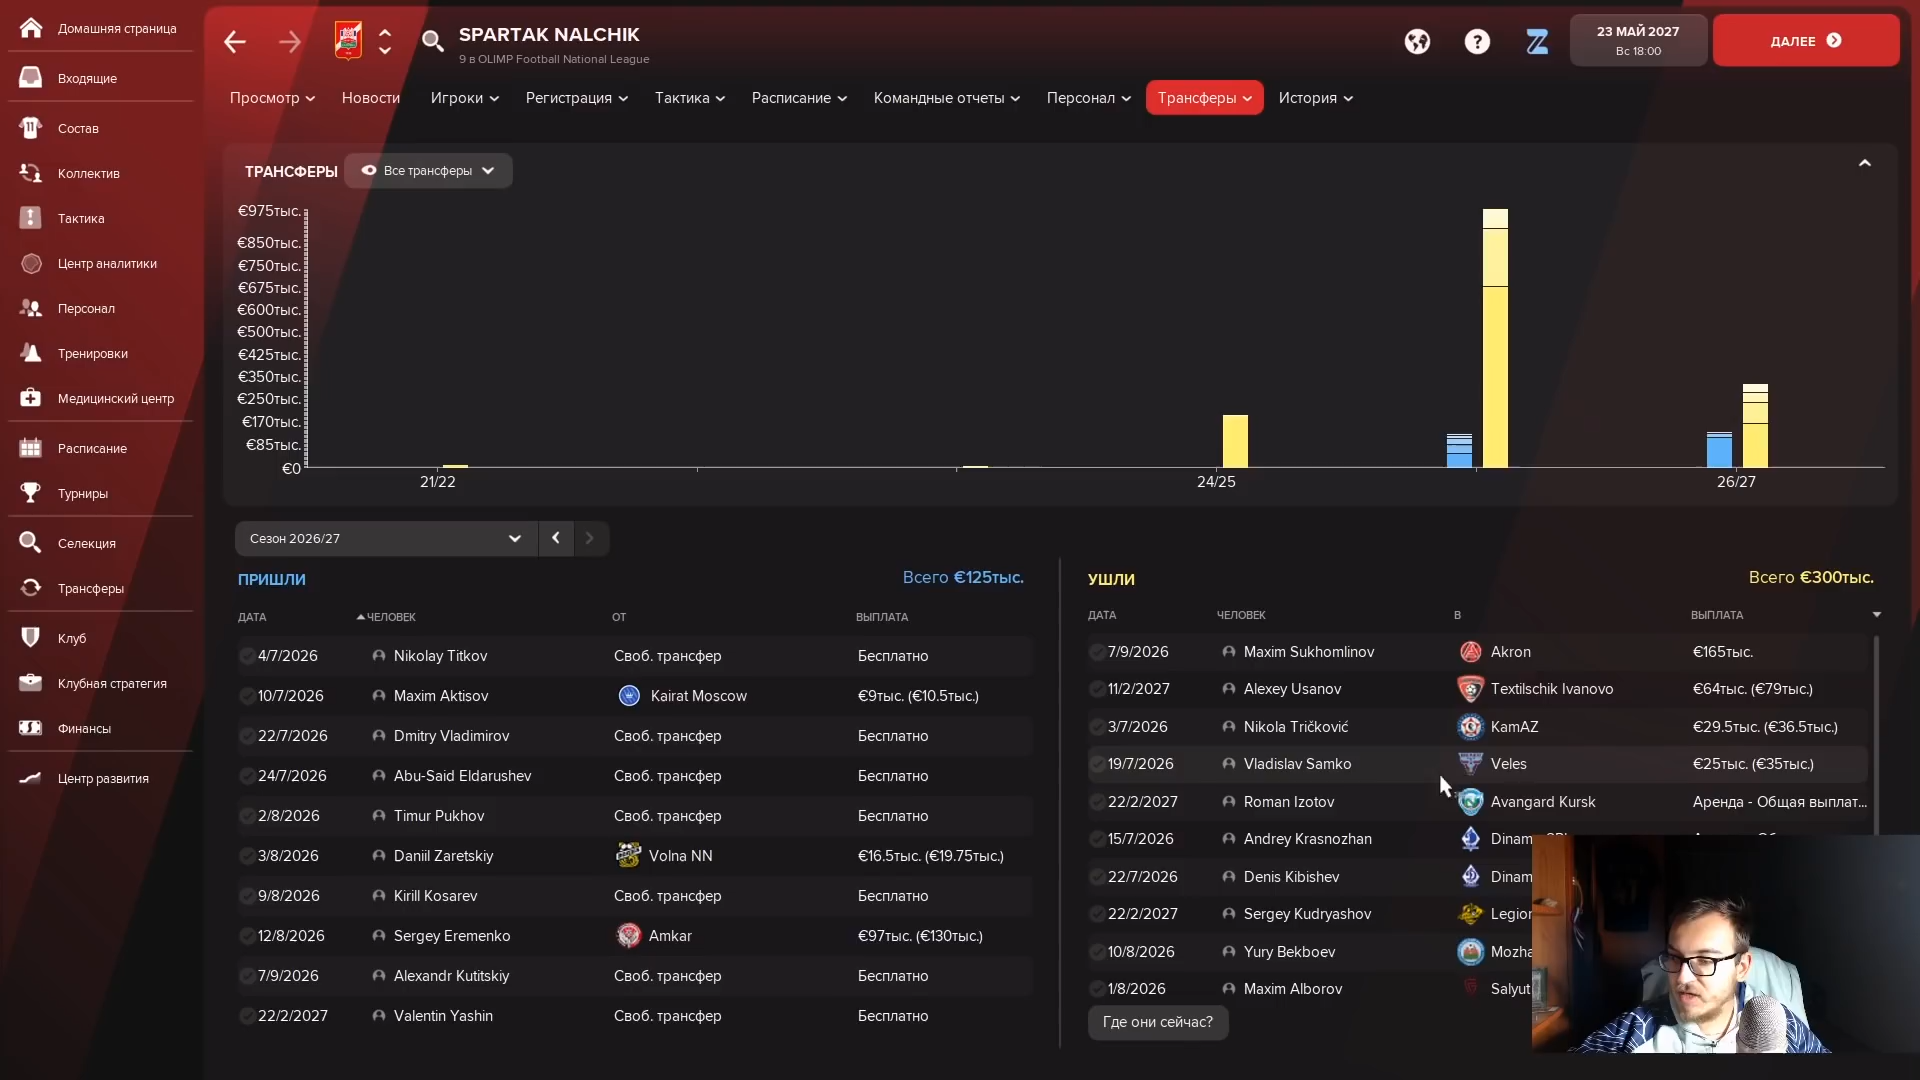 Домашняя страница
Входящие
Состав
Коллектив
Тактика
Центр аналитики
Персонал
Тренировки
Медицинский центр
Расписание
Турниры
Селекция
Трансферы
Клуб
Клубная стратегия
Финансы
Центр развития
SPARTAK NALCHIK
9 в OLIMP Football National League
23 МАЙ 2027
Вс 18:00
ДАЛЕЕ
Просмотр Новости Игроки Регистрация Тактика Расписание Командные отчеты Персонал Трансферы История
ТРАНСФЕРЫ Все трансферы
€975тыс.
€850тыс.
€750тыс.
€675тыс.
€600тыс.
€500тыс.
€425тыс.
€350тыс.
€250тыс.
€170тыс.
€85тыс.
€0
21/22 24/25 26/27
Сезон 2026/27
ПРИШЛИ Всего €125тыс.
ДАТА ЧЕЛОВЕК ОТ ВЫПЛАТА
4/7/2026 Nikolay Titkov Своб. трансфер Бесплатно
10/7/2026 Maxim Aktisov Kairat Moscow €9тыс. (€10.5тыс.)
22/7/2026 Dmitry Vladimirov Своб. трансфер Бесплатно
24/7/2026 Abu-Said Eldarushev Своб. трансфер Бесплатно
2/8/2026 Timur Pukhov Своб. трансфер Бесплатно
3/8/2026 Daniil Zaretskiy Volna NN €16.5тыс. (€19.75тыс.)
9/8/2026 Kirill Kosarev Своб. трансфер Бесплатно
12/8/2026 Sergey Eremenko Amkar €97тыс. (€130тыс.)
7/9/2026 Alexandr Kutitskiy Своб. трансфер Бесплатно
22/2/2027 Valentin Yashin Своб. трансфер Бесплатно
УШЛИ Всего €300тыс.
ДАТА ЧЕЛОВЕК В ВЫПЛАТА
7/9/2026 Maxim Sukhomlinov Akron €165тыс.
11/2/2027 Alexey Usanov Textilschik Ivanovo €64тыс. (€79тыс.)
3/7/2026 Nikola Tričković KamAZ €29.5тыс. (€36.5тыс.)
19/7/2026 Vladislav Samko Veles €25тыс. (€35тыс.)
22/2/2027 Roman Izotov Avangard Kursk Аренда - Общая выплат...
15/7/2026 Andrey Krasnozhan Dinam
22/7/2026 Denis Kibishev Dinam
22/2/2027 Sergey Kudryashov Legion
10/8/2026 Yury Bekboev Mozha
1/8/2026 Maxim Alborov Salyut
Где они сейчас?